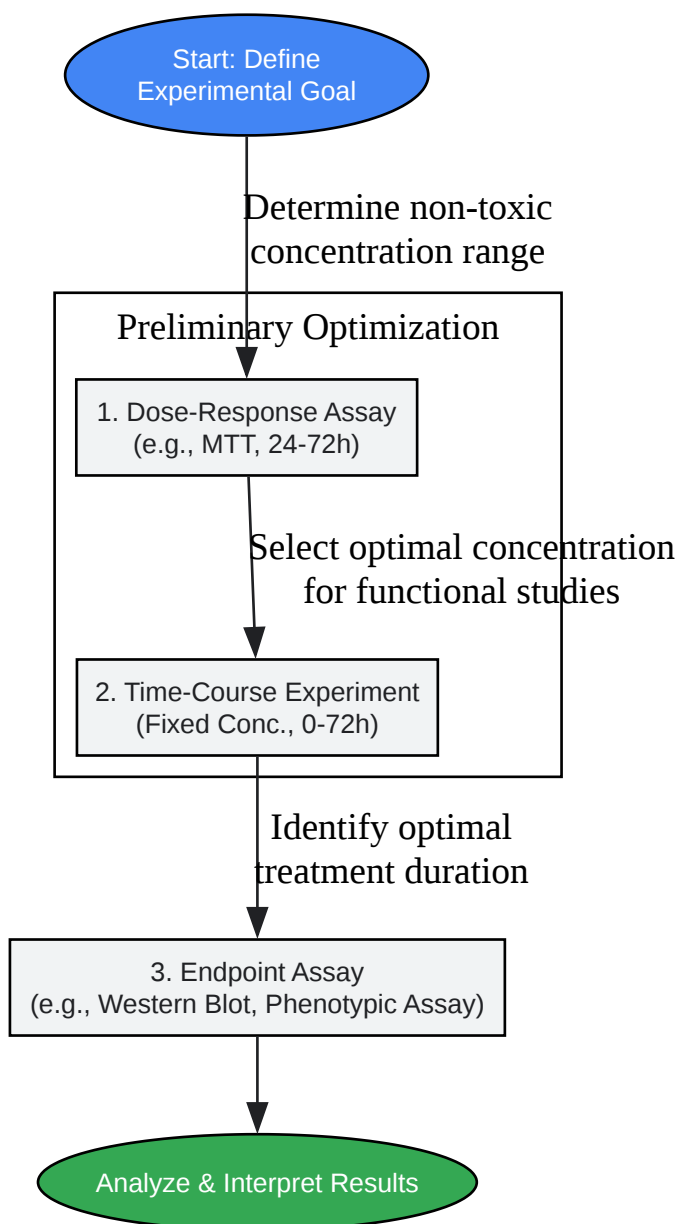 Start: Define
Experimental Goal
Determine non-toxic
concentration range
Preliminary Optimization
1. Dose-Response Assay
(e.g., MTT, 24-72h)
Select optimal concentration
for functional studies
2. Time-Course Experiment
(Fixed Conc., 0-72h)
Identify optimal
treatment duration
3. Endpoint Assay
(e.g., Western Blot, Phenotypic Assay)
Analyze & Interpret Results